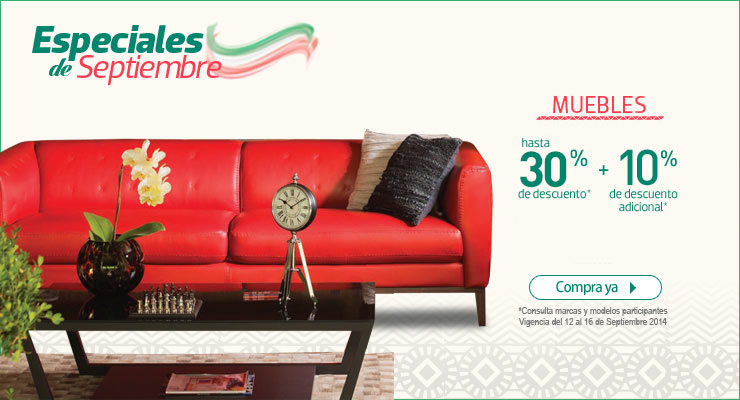 Especiales
de Septiembre
MUEBLES
hasta
30% + 10%
de descuento* de descuento
adicional*
Compra ya
*Consulta marcas y modelos participantes
Vigencia del 12 al 16 de Septiembre 2014